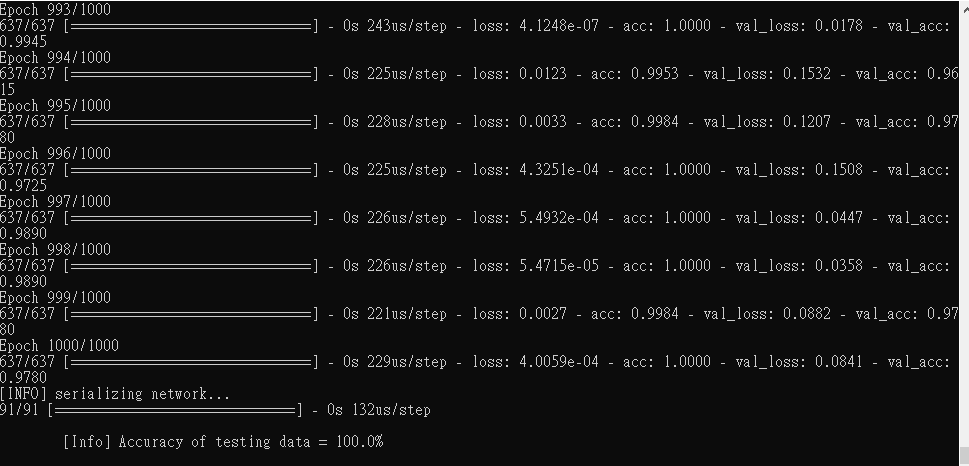 Epoch 993/1000
637/637 [==============================] - 0s 243us/step - loss: 4.1248e-07 - acc: 1.0000 - val_loss: 0.0178 - val_acc:
0.9945
Epoch 994/1000
637/637 [==============================] - 0s 225us/step - loss: 0.0123 - acc: 0.9953 - val_loss: 0.1532 - val_acc: 0.96
15
Epoch 995/1000
637/637 [==============================] - 0s 228us/step - loss: 0.0033 - acc: 0.9984 - val_loss: 0.1207 - val_acc: 0.97
80
Epoch 996/1000
637/637 [==============================] - 0s 225us/step - loss: 4.3251e-04 - acc: 1.0000 - val_loss: 0.1508 - val_acc:
0.9725
Epoch 997/1000
637/637 [==============================] - 0s 226us/step - loss: 5.4932e-04 - acc: 1.0000 - val_loss: 0.0447 - val_acc:
0.9890
Epoch 998/1000
637/637 [==============================] - 0s 226us/step - loss: 5.4715e-05 - acc: 1.0000 - val_loss: 0.0358 - val_acc:
0.9890
Epoch 999/1000
637/637 [==============================] - 0s 221us/step - loss: 0.0027 - acc: 0.9984 - val_loss: 0.0882 - val_acc: 0.97
80
Epoch 1000/1000
637/637 [==============================] - 0s 229us/step - loss: 4.0059e-04 - acc: 1.0000 - val_loss: 0.0841 - val_acc:
0.9780
[INFO] serializing network...
91/91 [==============================] - 0s 132us/step
[Info] Accuracy of testing data = 100.0%